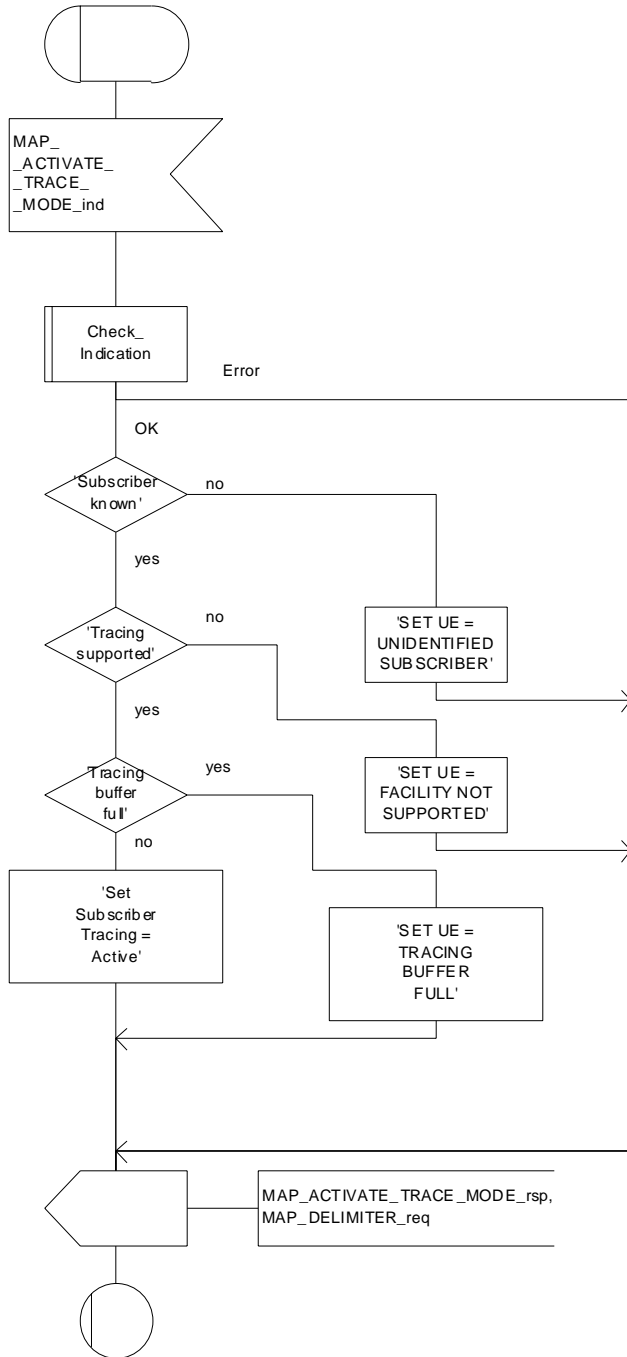 MAP_
_ACTIVATE_
_TRACE_
_MODE_ind
Check_
Indication
Error
OK
'Subscriber
known'
no
yes
'Tracing
supported'
no
'SET UE =
UNIDENTIFIED
SUBSCRIBER'
yes
'Tracing
buffer
full'
yes
'SET UE =
FACILITY NOT
SUPPORTED'
no
'Set
Subscriber
Tracing =
Active'
'SET UE =
TRACING
BUFFER
FULL'
MAP_ACTIVATE_TRACE_MODE_rsp,
MAP_DELIMITER_req